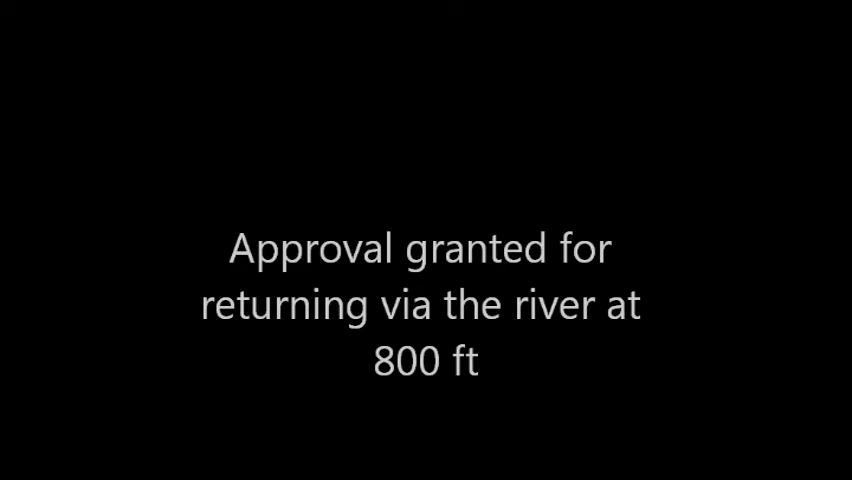 Approval granted for
returning via the river at
800 ft